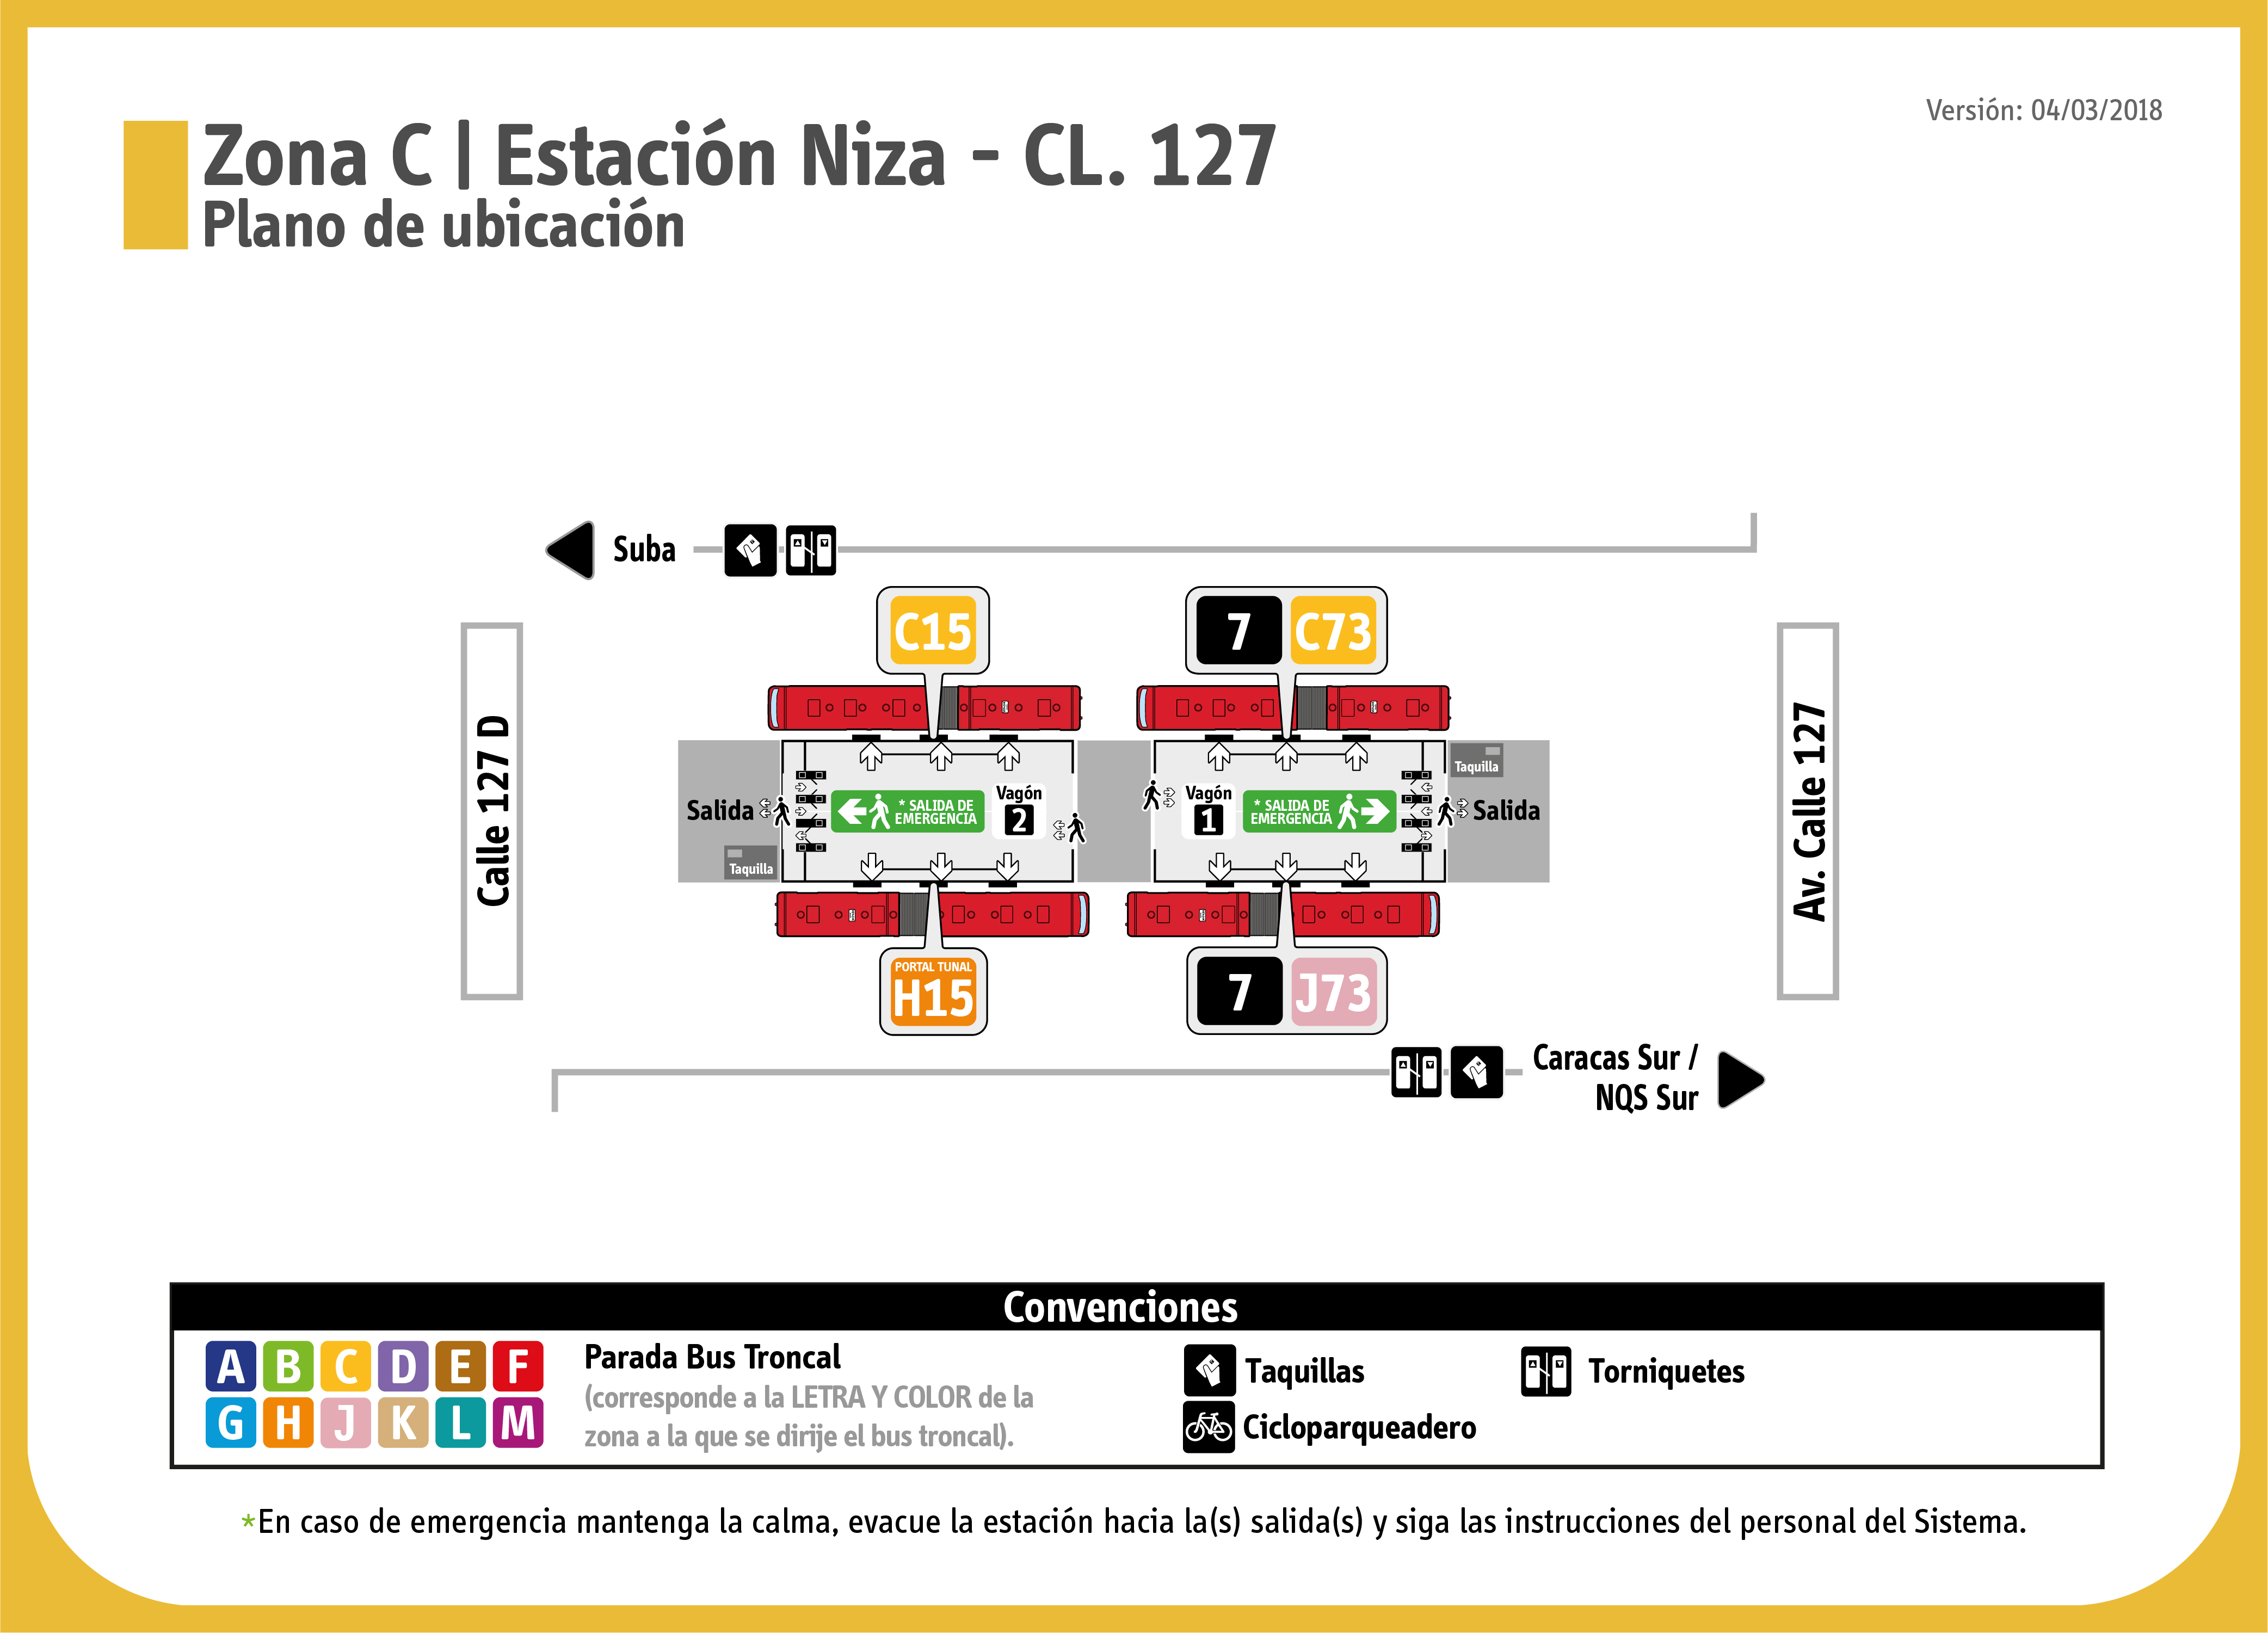 Versión: 04/03/2018
Zona C | Estación Niza - CL. 127
Plano de ubicación
Suba
C15
7 C73
Calle 127 D
Av. Calle 127
Taquilla
Salida
* SALIDA DE
EMERGENCIA
Vagón
2
Vagón
1
* SALIDA DE
EMERGENCIA
Salida
Taquilla
PORTAL TUNAL
H15
7 J73
Caracas Sur /
NQS Sur
Convenciones
A B C D E F
G H J K L M
Parada Bus Troncal
(corresponde a la LETRA Y COLOR de la
zona a la que se dirije el bus troncal).
Taquillas
Torniquetes
Cicloparqueadero
*En caso de emergencia mantenga la calma, evacue la estación hacia la(s) salida(s) y siga las instrucciones del personal del Sistema.